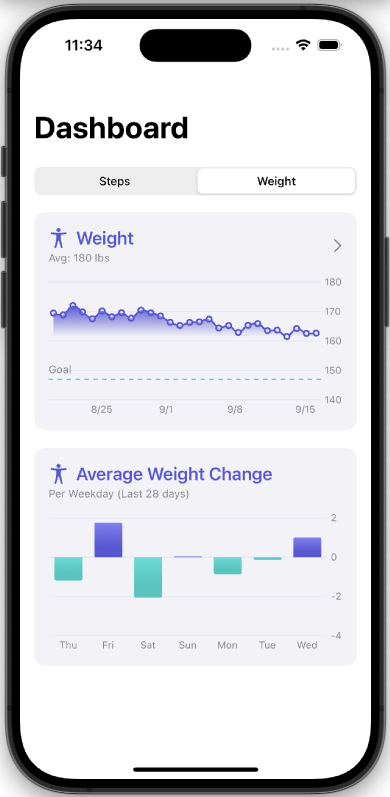 11:34
Dashboard
Steps Weight
Weight
Avg: 180 lbs
180
170
160
Goal
150
140
8/25 9/1 9/8 9/15
Average Weight Change
Per Weekday (Last 28 days)
2
0
-2
-4
Thu Fri Sat Sun Mon Tue Wed